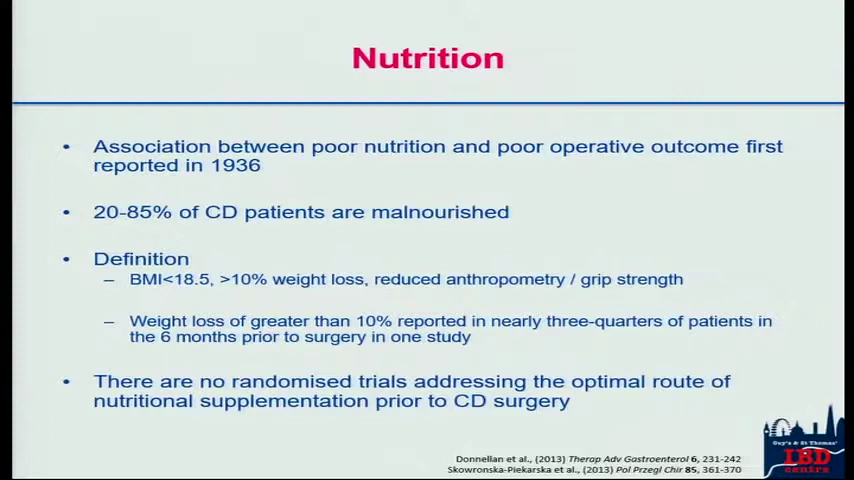 Nutrition
• Association between poor nutrition and poor operative outcome first
reported in 1936
• 20-85% of CD patients are malnourished
• Definition
– BMI<18.5, >10% weight loss, reduced anthropometry / grip strength
– Weight loss of greater than 10% reported in nearly three-quarters of patients in
the 6 months prior to surgery in one study
• There are no randomised trials addressing the optimal route of
nutritional supplementation prior to CD surgery
Donnellan et al., (2013) Therap Adv Gastroenterol 6, 231-242
Skowronska-Piekarska et al., (2013) Pol Przegl Chir 85, 361-370
Guy's & St Thomas'
IBD
centre